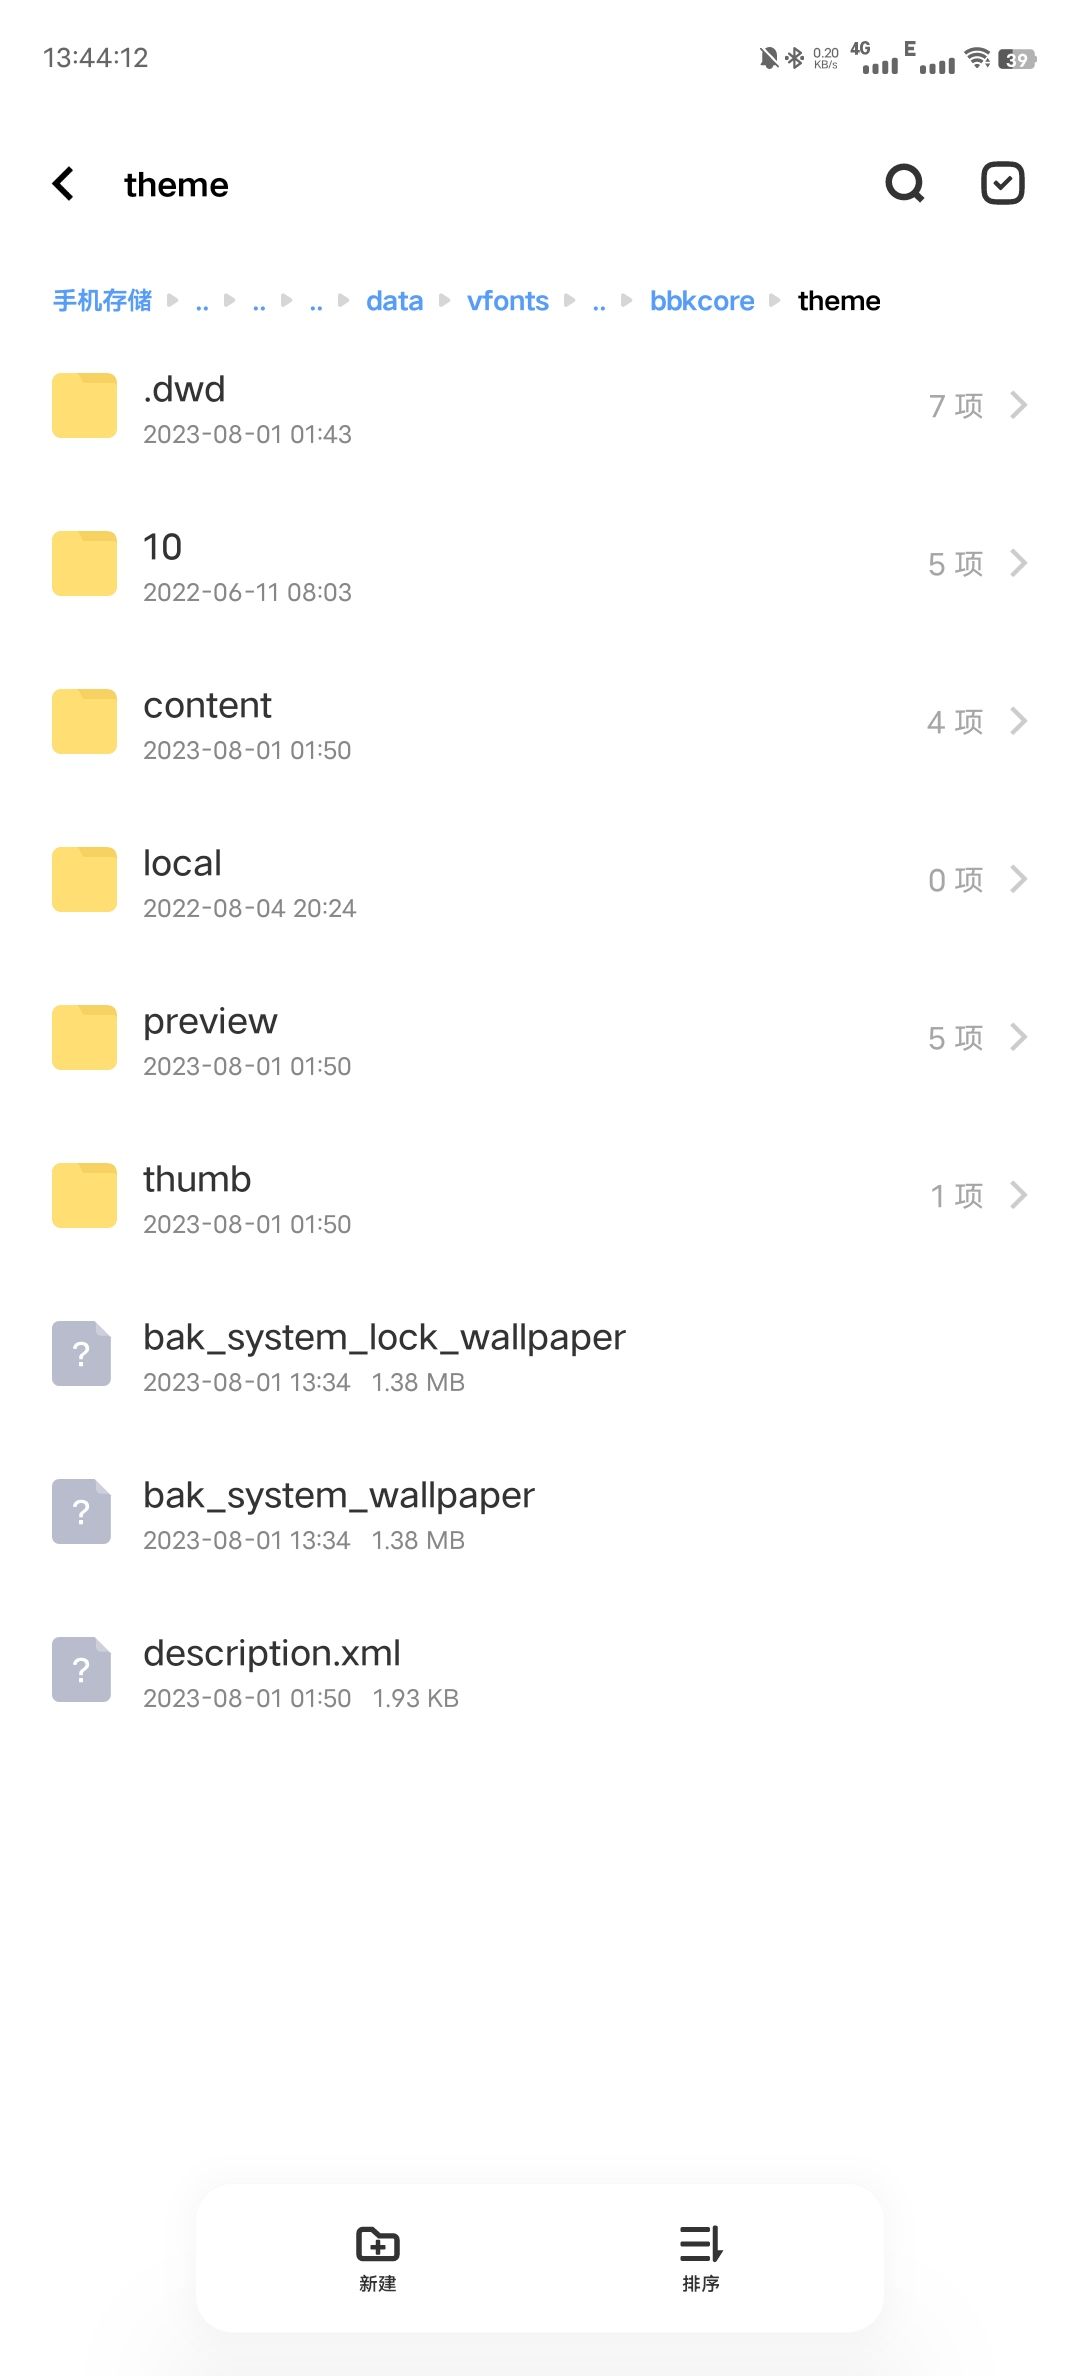 13:44:12
0.20 KB/s 4G E 39
theme
手机存储 .. .. .. data vfonts .. bbkcore theme
.dwd
2023-08-01 01:43
7 项
10
2022-06-11 08:03
5 项
content
2023-08-01 01:50
4 项
local
2022-08-04 20:24
0 项
preview
2023-08-01 01:50
5 项
thumb
2023-08-01 01:50
1 项
? bak_system_lock_wallpaper
2023-08-01 13:34 1.38 MB
? bak_system_wallpaper
2023-08-01 13:34 1.38 MB
? description.xml
2023-08-01 01:50 1.93 KB
新建 排序